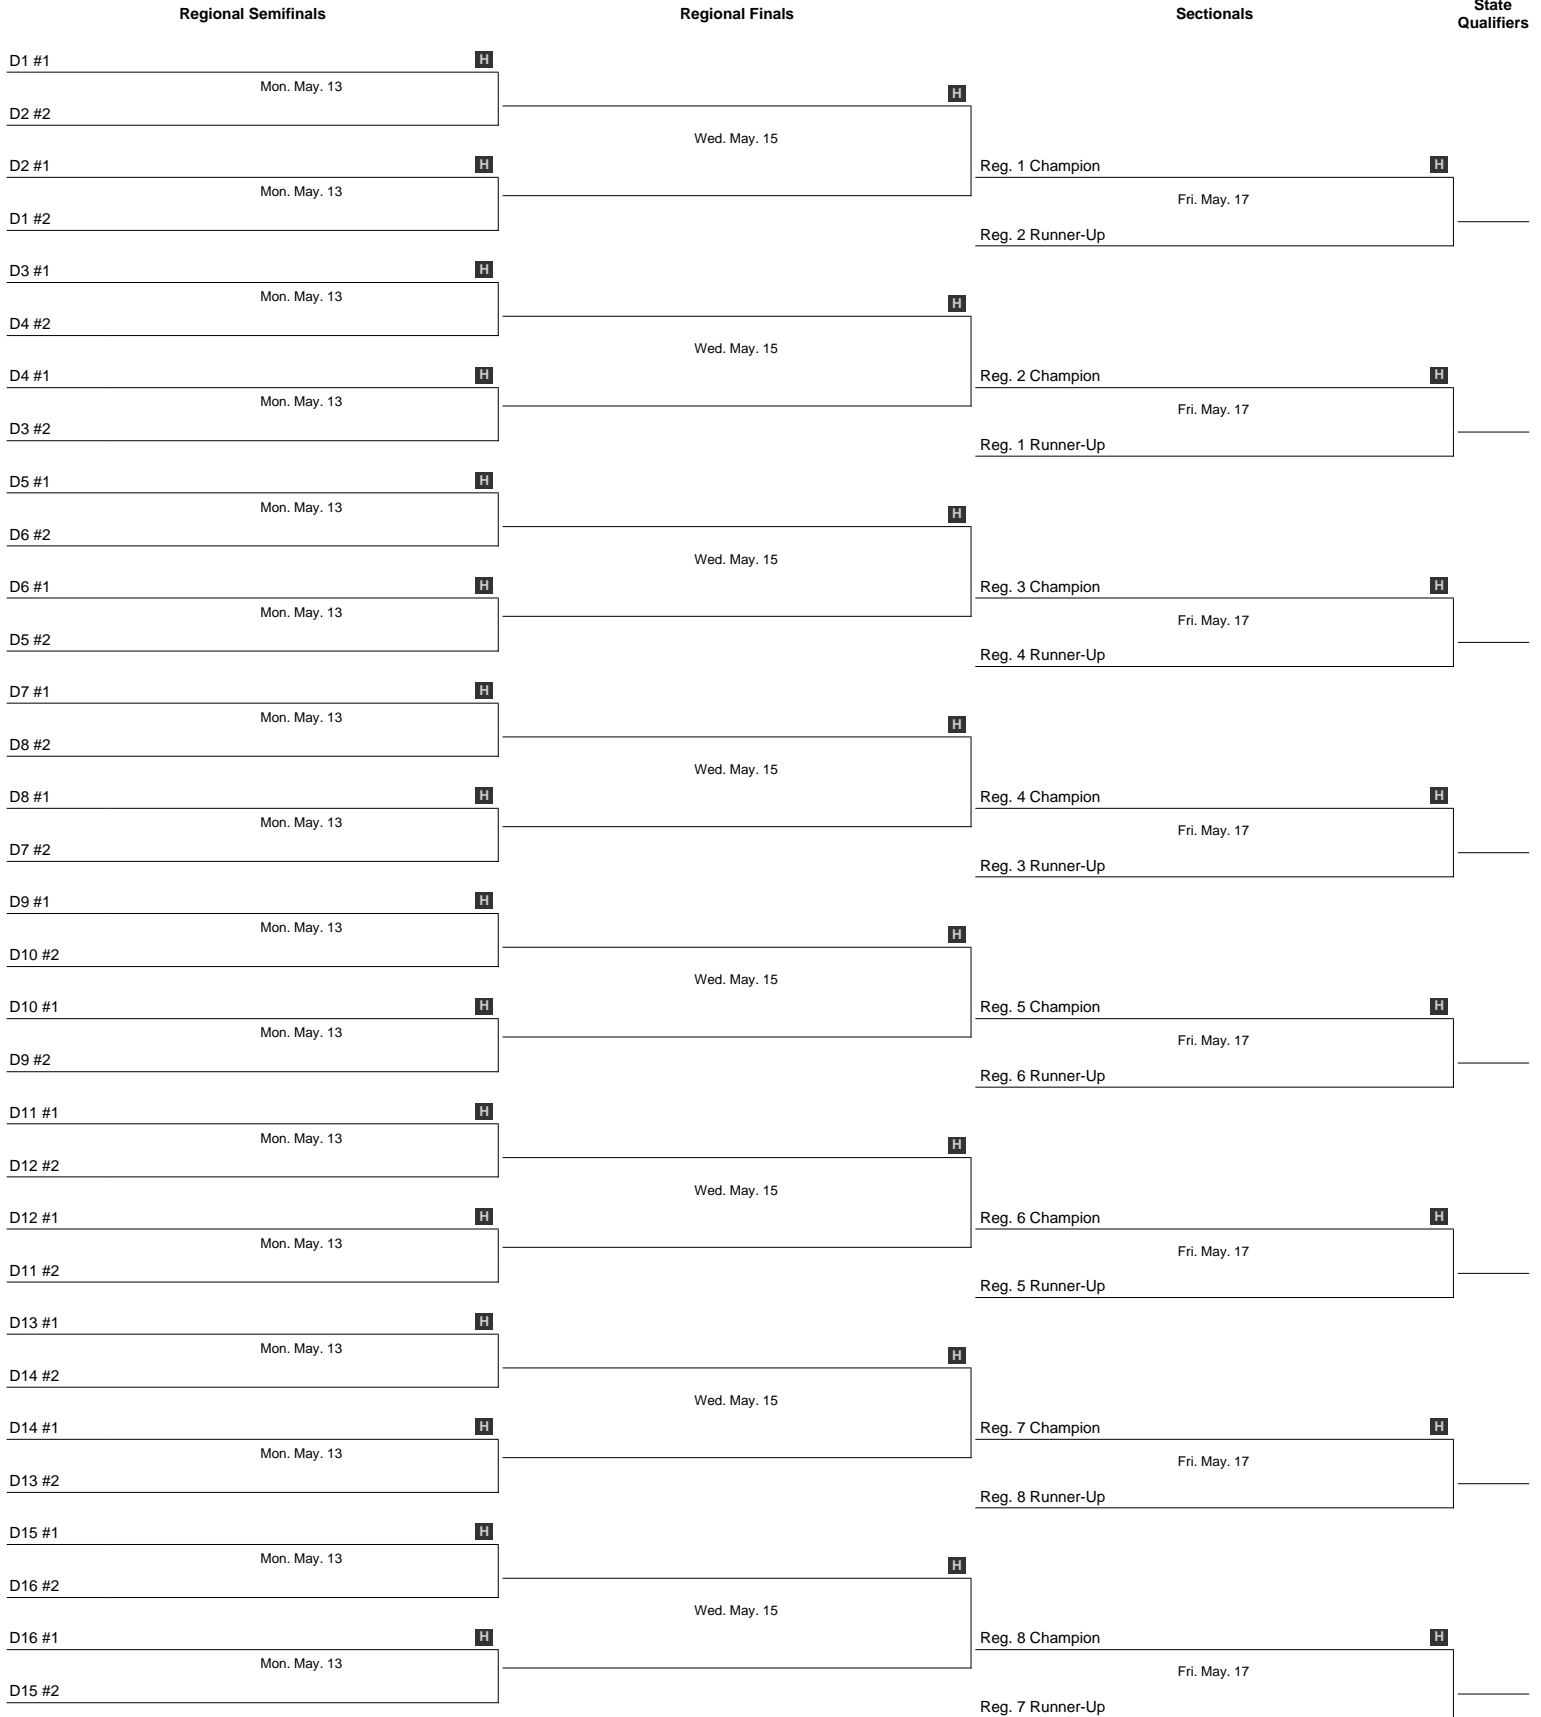 Regional Semifinals
Regional Finals
Sectionals
State
Qualifiers
D1 #1 H
Mon. May. 13
D2 #2
D2 #1 H
Mon. May. 13
D1 #2
D3 #1 H
Mon. May. 13
D4 #2
D4 #1 H
Mon. May. 13
D3 #2
D5 #1 H
Mon. May. 13
D6 #2
D6 #1 H
Mon. May. 13
D5 #2
D7 #1 H
Mon. May. 13
D8 #2
D8 #1 H
Mon. May. 13
D7 #2
D9 #1 H
Mon. May. 13
D10 #2
D10 #1 H
Mon. May. 13
D9 #2
D11 #1 H
Mon. May. 13
D12 #2
D12 #1 H
Mon. May. 13
D11 #2
D13 #1 H
Mon. May. 13
D14 #2
D14 #1 H
Mon. May. 13
D13 #2
D15 #1 H
Mon. May. 13
D16 #2
D16 #1 H
Mon. May. 13
D15 #2
H
Wed. May. 15
H
Wed. May. 15
H
Wed. May. 15
H
Wed. May. 15
H
Wed. May. 15
H
Wed. May. 15
H
Wed. May. 15
H
Wed. May. 15
Reg. 1 Champion H
Fri. May. 17
Reg. 2 Runner-Up
Reg. 2 Champion H
Fri. May. 17
Reg. 1 Runner-Up
Reg. 3 Champion H
Fri. May. 17
Reg. 4 Runner-Up
Reg. 4 Champion H
Fri. May. 17
Reg. 3 Runner-Up
Reg. 5 Champion H
Fri. May. 17
Reg. 6 Runner-Up
Reg. 6 Champion H
Fri. May. 17
Reg. 5 Runner-Up
Reg. 7 Champion H
Fri. May. 17
Reg. 8 Runner-Up
Reg. 8 Champion H
Fri. May. 17
Reg. 7 Runner-Up